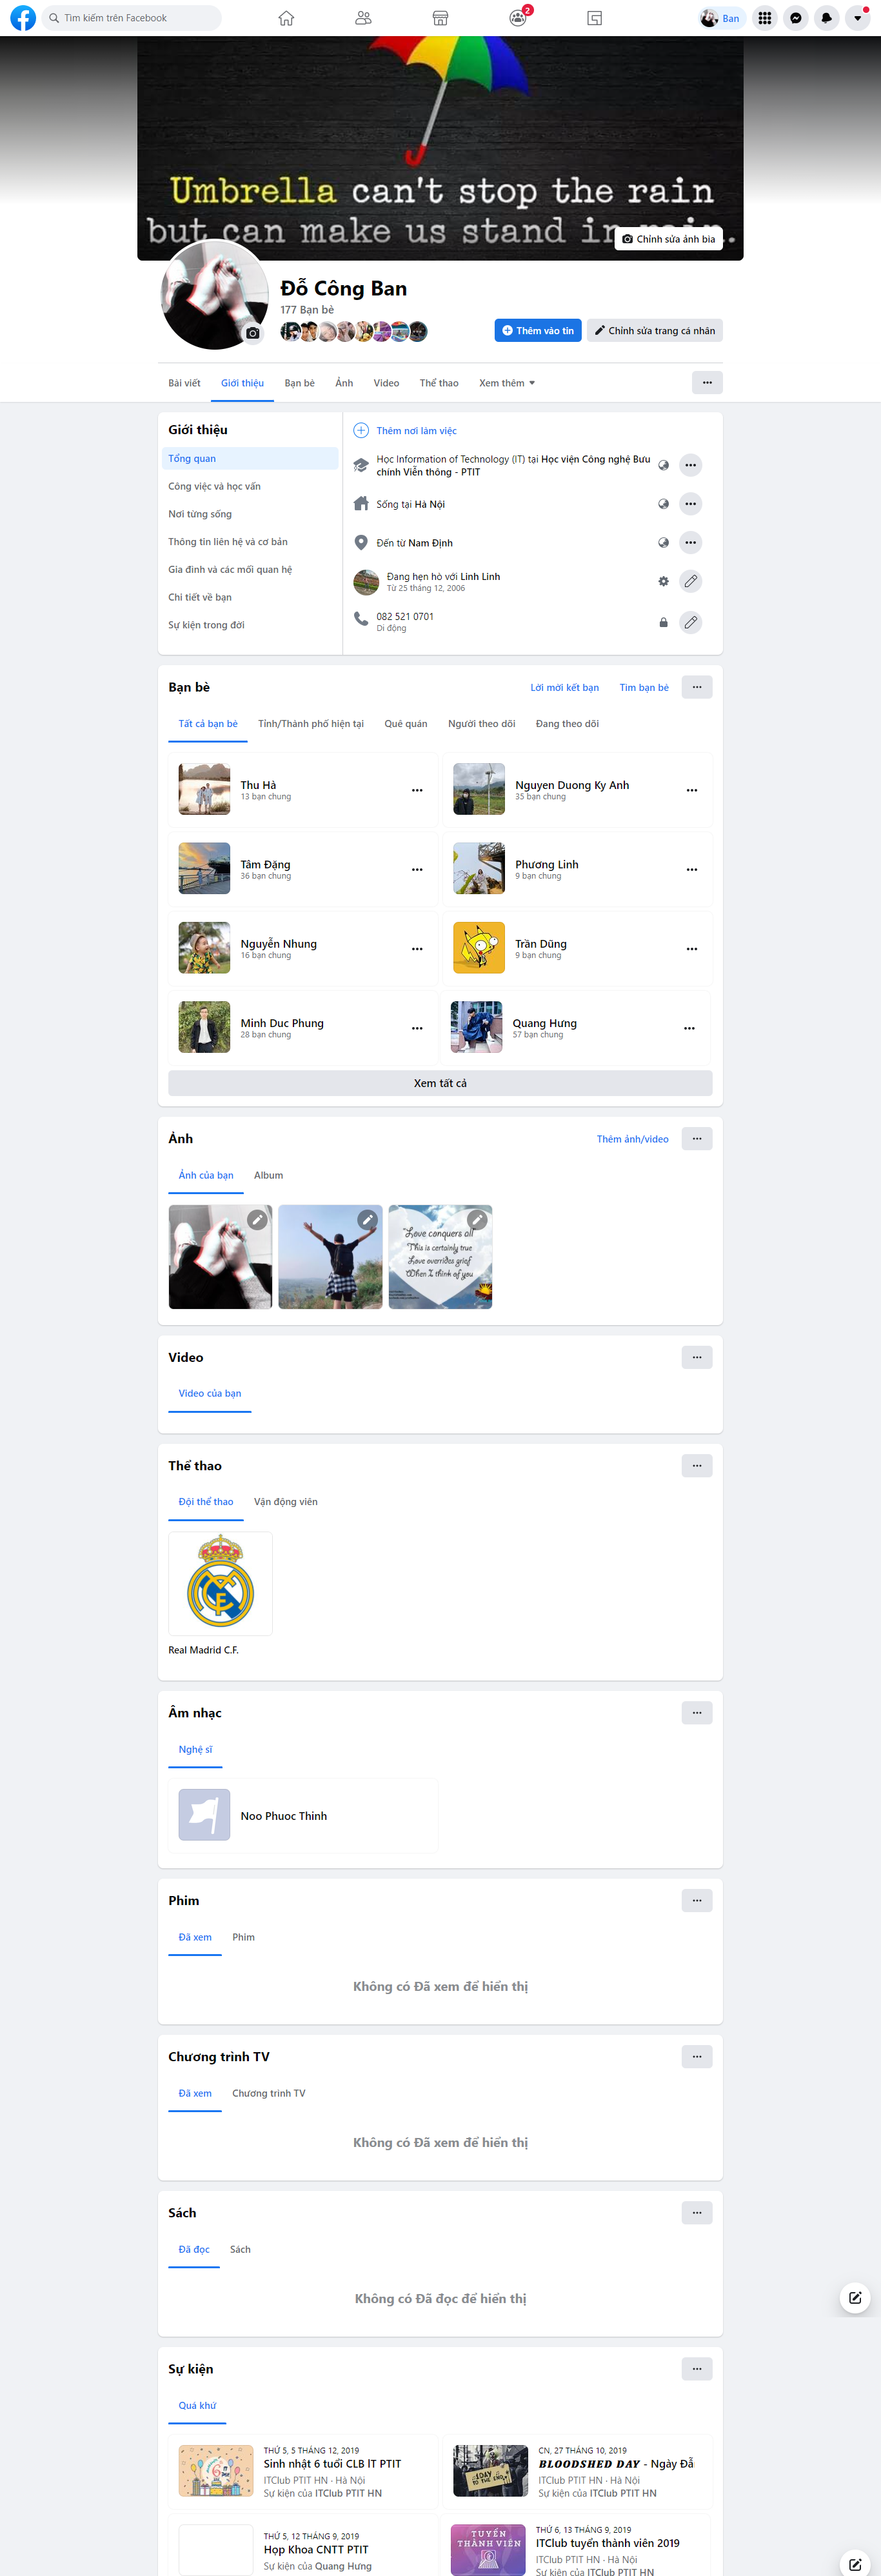 Tìm kiếm trên Facebook
2
Ban
Umbrella can't stop the rain
but can make us stand in rain.
Chỉnh sửa ảnh bìa
Đỗ Công Ban
177 Bạn bè
Thêm vào tin
Chỉnh sửa trang cá nhân
Bài viết
Giới thiệu
Bạn bè
Ảnh
Video
Thể thao
Xem thêm
Giới thiệu
Tổng quan
Công việc và học vấn
Nơi từng sống
Thông tin liên hệ và cơ bản
Gia đình và các mối quan hệ
Chi tiết về bạn
Sự kiện trong đời
Thêm nơi làm việc
Học Information of Technology (IT) tại Học viện Công nghệ Bưu
chính Viễn thông - PTIT
Sống tại Hà Nội
Đến từ Nam Định
Đang hẹn hò với Linh Linh
Từ 25 tháng 12, 2006
082 521 0701
Di động
Bạn bè
Lời mời kết bạn
Tìm bạn bè
Tất cả bạn bè
Tỉnh/Thành phố hiện tại
Quê quán
Người theo dõi
Đang theo dõi
Thu Hà
13 bạn chung
Nguyen Duong Ky Anh
35 bạn chung
Tâm Đặng
36 bạn chung
Phương Linh
9 bạn chung
Nguyễn Nhung
16 bạn chung
Trần Dũng
9 bạn chung
Minh Duc Phung
28 bạn chung
Quang Hưng
57 bạn chung
Xem tất cả
Ảnh
Thêm ảnh/video
Ảnh của bạn
Album
"Love conquers all"
This is certainly true
Love overrides grief
When I think of you
Video
Video của bạn
Thể thao
Đội thể thao
Vận động viên
Real Madrid C.F.
Âm nhạc
Nghệ sĩ
Noo Phuoc Thinh
Phim
Đã xem
Phim
Không có Đã xem để hiển thị
Chương trình TV
Đã xem
Chương trình TV
Không có Đã xem để hiển thị
Sách
Đã đọc
Sách
Không có Đã đọc để hiển thị
Sự kiện
Quá khứ
THỨ 5, 5 THÁNG 12, 2019
Sinh nhật 6 tuổi CLB IT PTIT
ITClub PTIT HN · Hà Nội
Sự kiện của ITClub PTIT HN
CN, 27 THÁNG 10, 2019
BLOODSHED DAY - Ngày Đẫ
ITClub PTIT HN · Hà Nội
Sự kiện của ITClub PTIT HN
THỨ 5, 12 THÁNG 9, 2019
Họp Khoa CNTT PTIT
Sự kiện của Quang Hưng
TUYỂN
THÀNH VIÊN
THỨ 6, 13 THÁNG 9, 2019
ITClub tuyển thành viên 2019
ITClub PTIT HN · Hà Nội
Sự kiện của ITClub PTIT HN